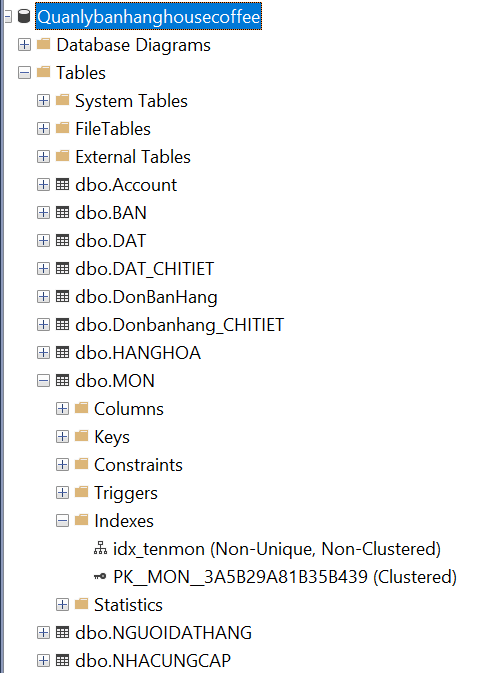 Quanlybanhanghousecoffee
Database Diagrams
Tables
System Tables
FileTables
External Tables
dbo.Account
dbo.BAN
dbo.DAT
dbo.DAT_CHITIET
dbo.DonBanHang
dbo.Donbanhang_CHITIET
dbo.HANGHOA
dbo.MON
Columns
Keys
Constraints
Triggers
Indexes
idx_tenmon (Non-Unique, Non-Clustered)
PK__MON__3A5B29A81B35B439 (Clustered)
Statistics
dbo.NGUOIDATHANG
dbo.NHACUNGCAP